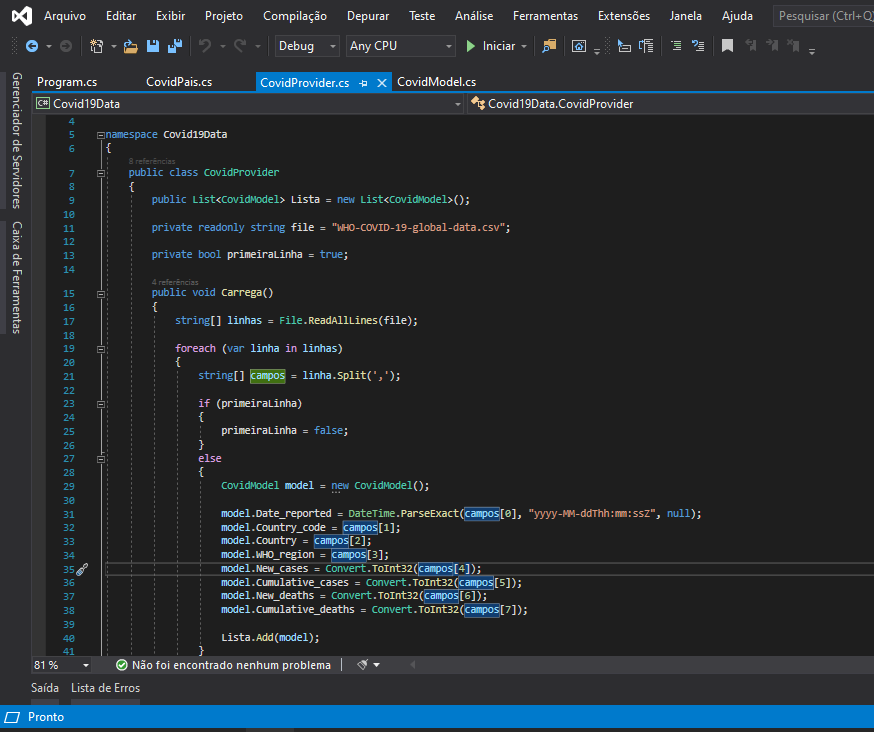 Arquivo Editar Exibir Projeto Compilação Depurar Teste Análise Ferramentas Extensões Janela Ajuda Pesquisar (Ctrl+Q)
Debug Any CPU Iniciar
Program.cs CovidPais.cs CovidProvider.cs CovidModel.cs
C# Covid19Data Covid19Data.CovidProvider
Gerenciador de Servidores
Caixa de Ferramentas
4
5 namespace Covid19Data
6 {
8 referências
7 public class CovidProvider
8 {
9 public List<CovidModel> Lista = new List<CovidModel>();
10
11 private readonly string file = "WHO-COVID-19-global-data.csv";
12
13 private bool primeiraLinha = true;
14
4 referências
15 public void Carrega()
16 {
17 string[] linhas = File.ReadAllLines(file);
18
19 foreach (var linha in linhas)
20 {
21 string[] campos = linha.Split(',');
22
23 if (primeiraLinha)
24 {
25 primeiraLinha = false;
26 }
27 else
28 {
29 CovidModel model = new CovidModel();
30
31 model.Date_reported = DateTime.ParseExact(campos[0], "yyyy-MM-ddThh:mm:ssZ", null);
32 model.Country_code = campos[1];
33 model.Country = campos[2];
34 model.WHO_region = campos[3];
35 model.New_cases = Convert.ToInt32(campos[4]);
36 model.Cumulative_cases = Convert.ToInt32(campos[5]);
37 model.New_deaths = Convert.ToInt32(campos[6]);
38 model.Cumulative_deaths = Convert.ToInt32(campos[7]);
39
40 Lista.Add(model);
41 }
81 % Não foi encontrado nenhum problema
Saída Lista de Erros
Pronto